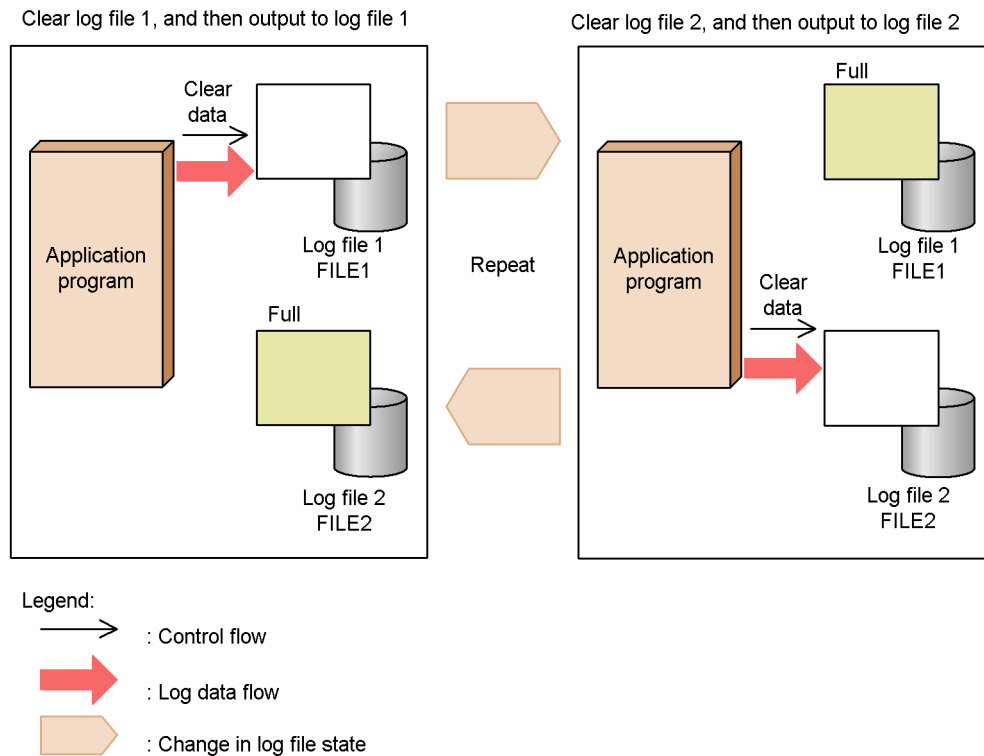 Clear log file 1, and then output to log file 1
Clear
data
Application
program
Log file 1
FILE1
Full
Log file 2
FILE2
Repeat
Clear log file 2, and then output to log file 2
Full
Log file 1
FILE1
Application
program
Clear
data
Log file 2
FILE2
Legend:
: Control flow
: Log data flow
: Change in log file state